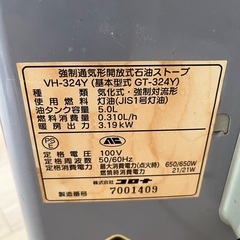 強制通気形開放式石油ストーブ
VH-324Y (基本型式 GT-324Y)
燃焼方式 気化式・強制対流形
使用燃料 灯油(JIS1号灯油)
油タンク容量 5.0L
燃料消費量 0.310L/h
暖房出力 3.19kW
定格電圧 100V
定格周波数 50/60Hz
最大消費電力(点火時) 650/650W
燃焼時消費電力 21/21W
株式会社 コロナ
製造番号 7001409